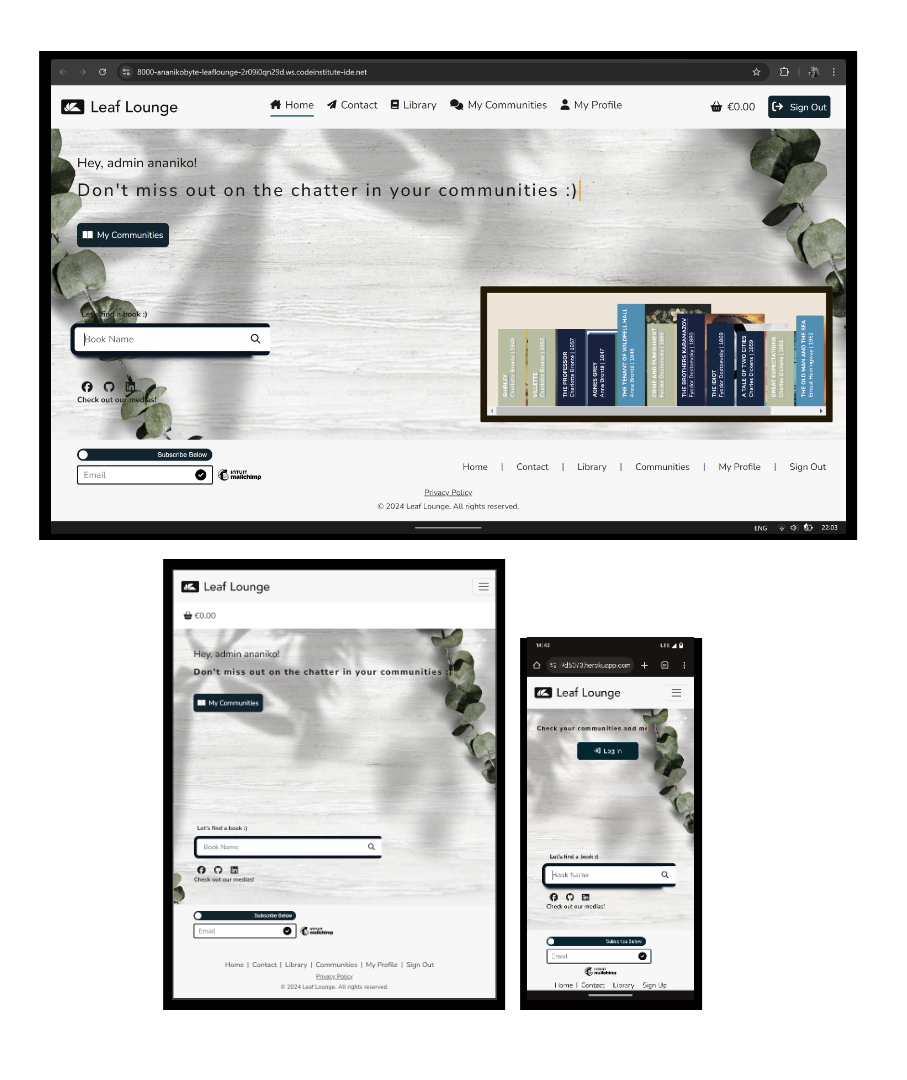 8000-ananikobyte-leaflounge-2r09i0qn29d.ws.codeinstitute-ide.net
Leaf Lounge
Home
Contact
Library
My Communities
My Profile
€0.00
Sign Out
Hey, admin ananiko!
Don't miss out on the chatter in your communities :)
My Communities
Let's find a book :)
Book Name
Check out our medias!
SHIRLEY
Charlotte Brontë | 1849
VILLETTE
Charlotte Brontë | 1853
THE PROFESSOR
Charlotte Brontë | 1857
AGNES GREY
Anne Brontë | 1847
THE TENANT OF WILDFELL HALL
Anne Brontë | 1848
CRIME AND PUNISHMENT
Fyodor Dostoevsky | 1866
THE BROTHERS KARAMAZOV
Fyodor Dostoevsky | 1880
THE IDIOT
Fyodor Dostoevsky | 1869
A TALE OF TWO CITIES
Charles Dickens | 1859
GREAT EXPECTATIONS
Charles Dickens | 1861
THE OLD MAN AND THE SEA
Ernest Hemingway | 1952
Subscribe Below
Email
INTUIT
mailchimp
Home | Contact | Library | Communities | My Profile | Sign Out
Privacy Policy
© 2024 Leaf Lounge. All rights reserved.
ENG
22:03
Leaf Lounge
€0.00
Hey, admin ananiko!
Don't miss out on the chatter in your communities :)
My Communities
Let's find a book :)
Book Name
Check out our medias!
Subscribe Below
Email
INTUIT
mailchimp
Home | Contact | Library | Communities | My Profile | Sign Out
Privacy Policy
© 2024 Leaf Lounge. All rights reserved.
LTE
Leaf Lounge
Check your communities and
Log in
Let's find a book :)
Book Name
Check out our medias!
Subscribe Below
Email
INTUIT
mailchimp
Home | Contact Library Sign Up